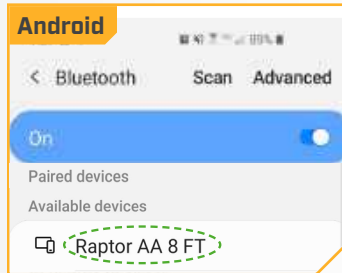 Android
< Bluetooth Scan Advanced
On
Paired devices
Available devices
Raptor AA 8 FT